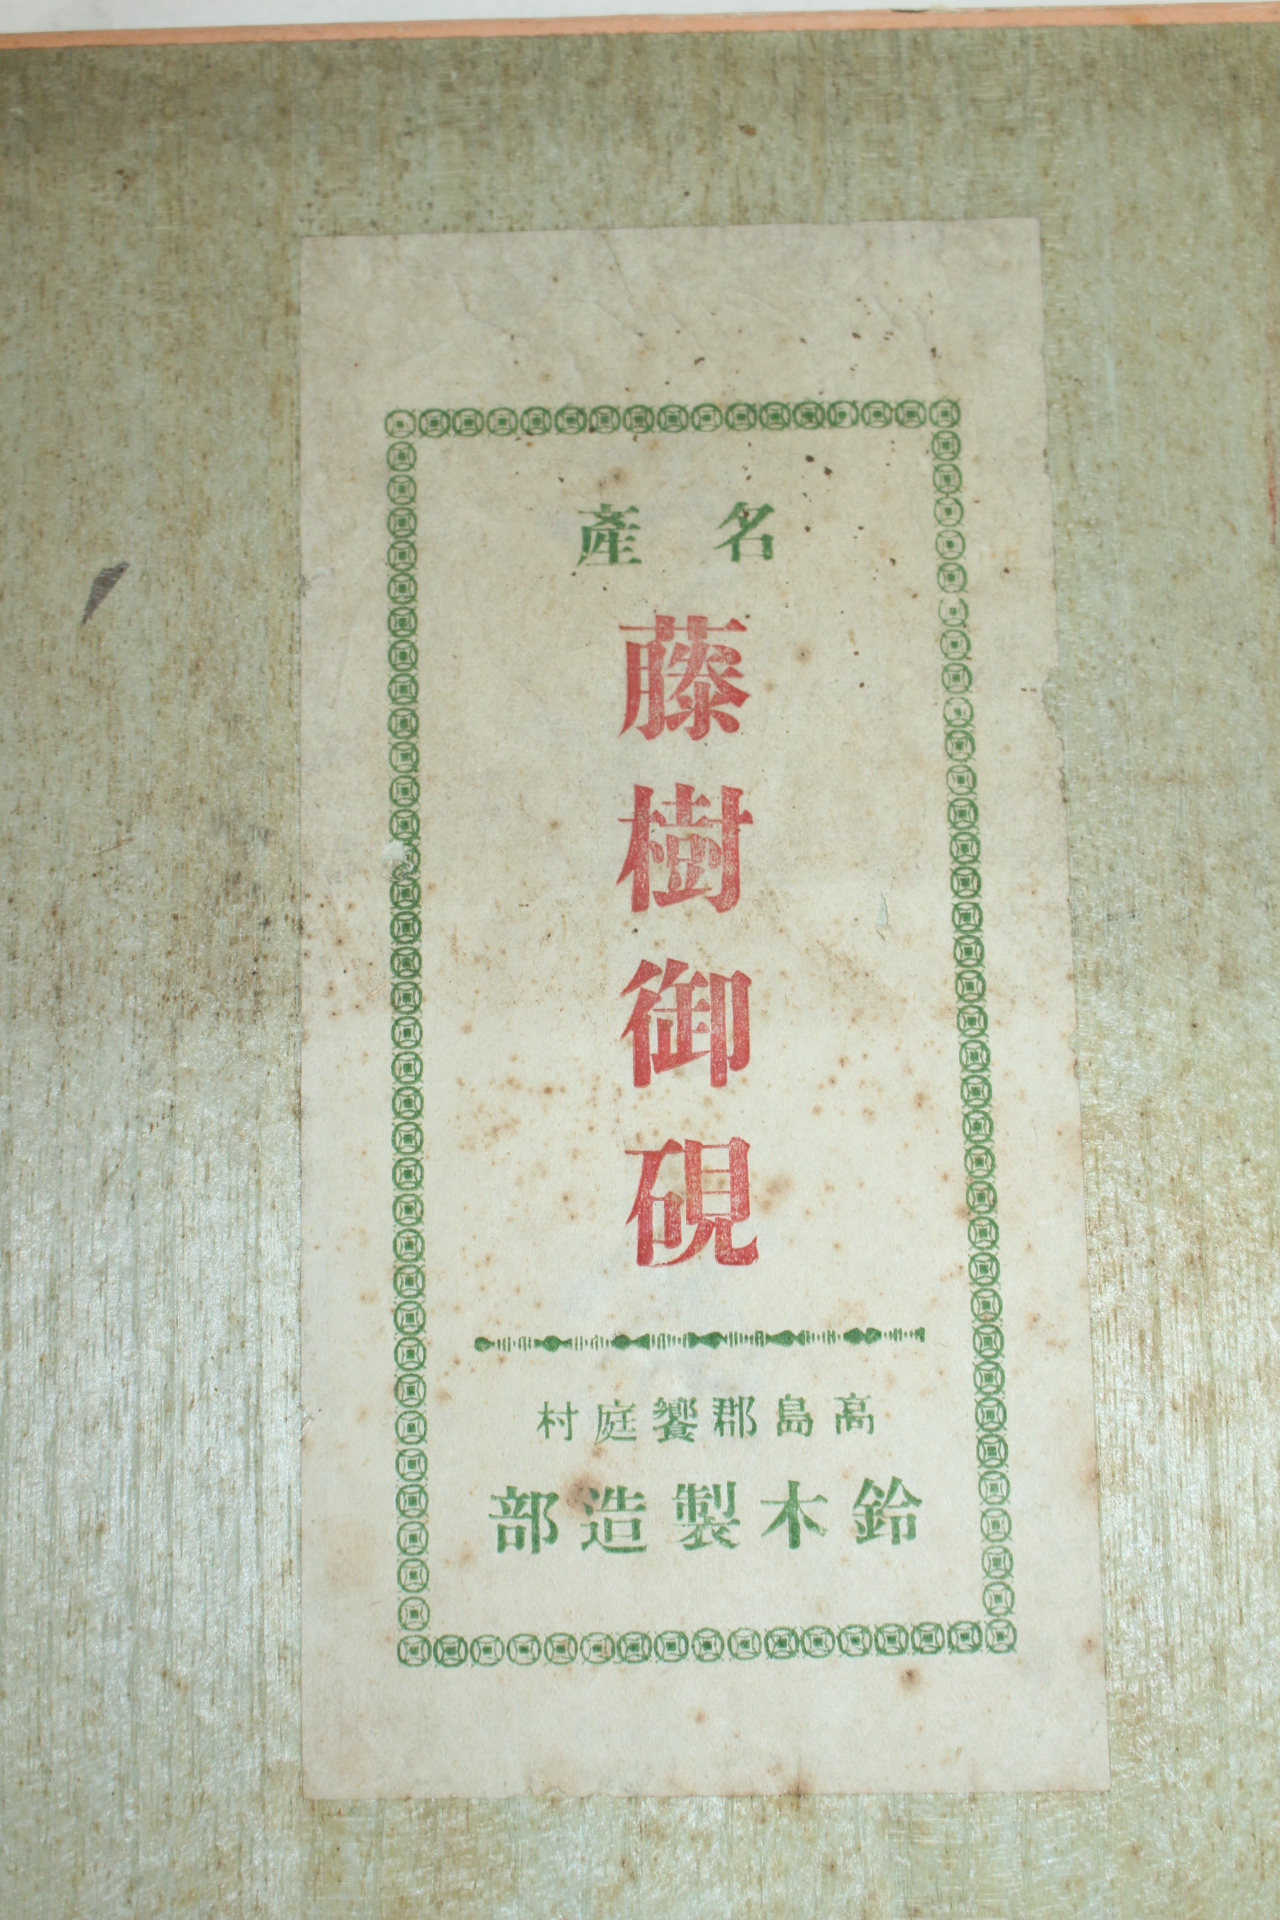 名産
藤樹御硯
高島郡饗庭村
鈴木製造部